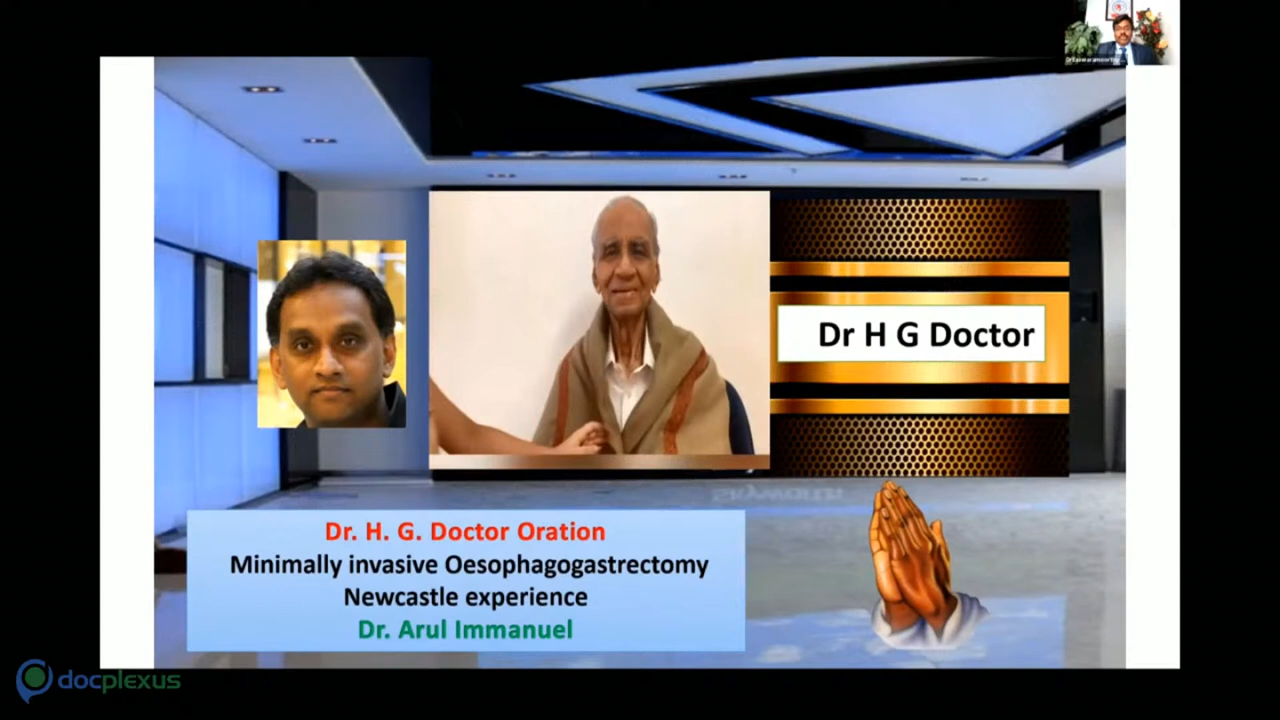 Dr H G Doctor
Dr. H. G. Doctor Oration
Minimally invasive Oesophagogastrectomy
Newcastle experience
Dr. Arul Immanuel
docplexus